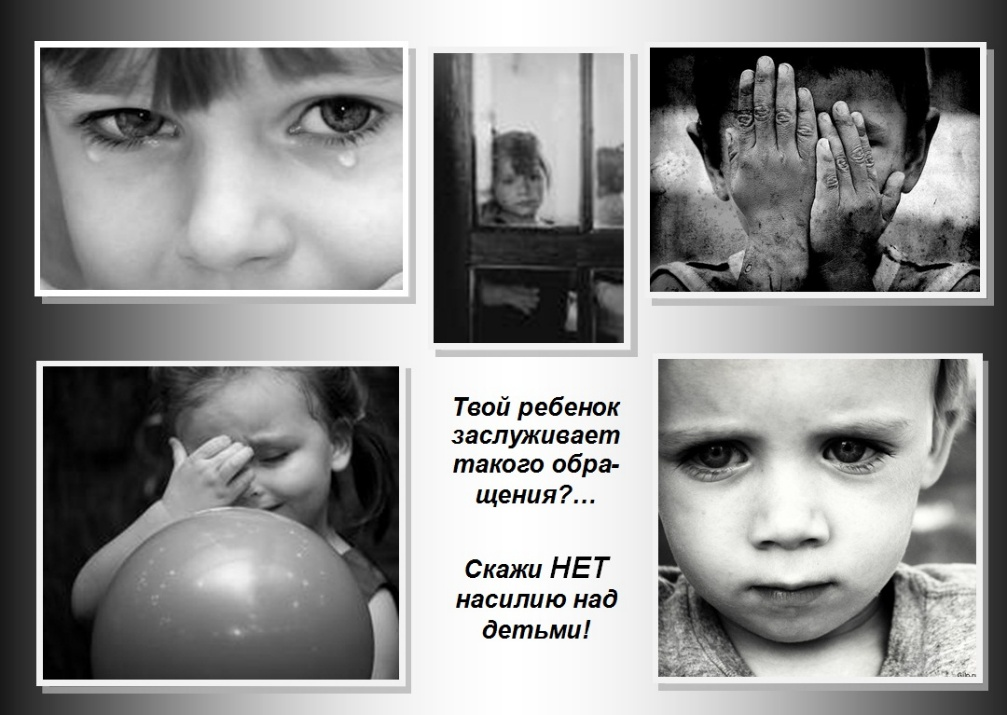 Твой ребенок
заслуживает
такого обра-
щения?...
Скажи НЕТ
насилию над
детьми!